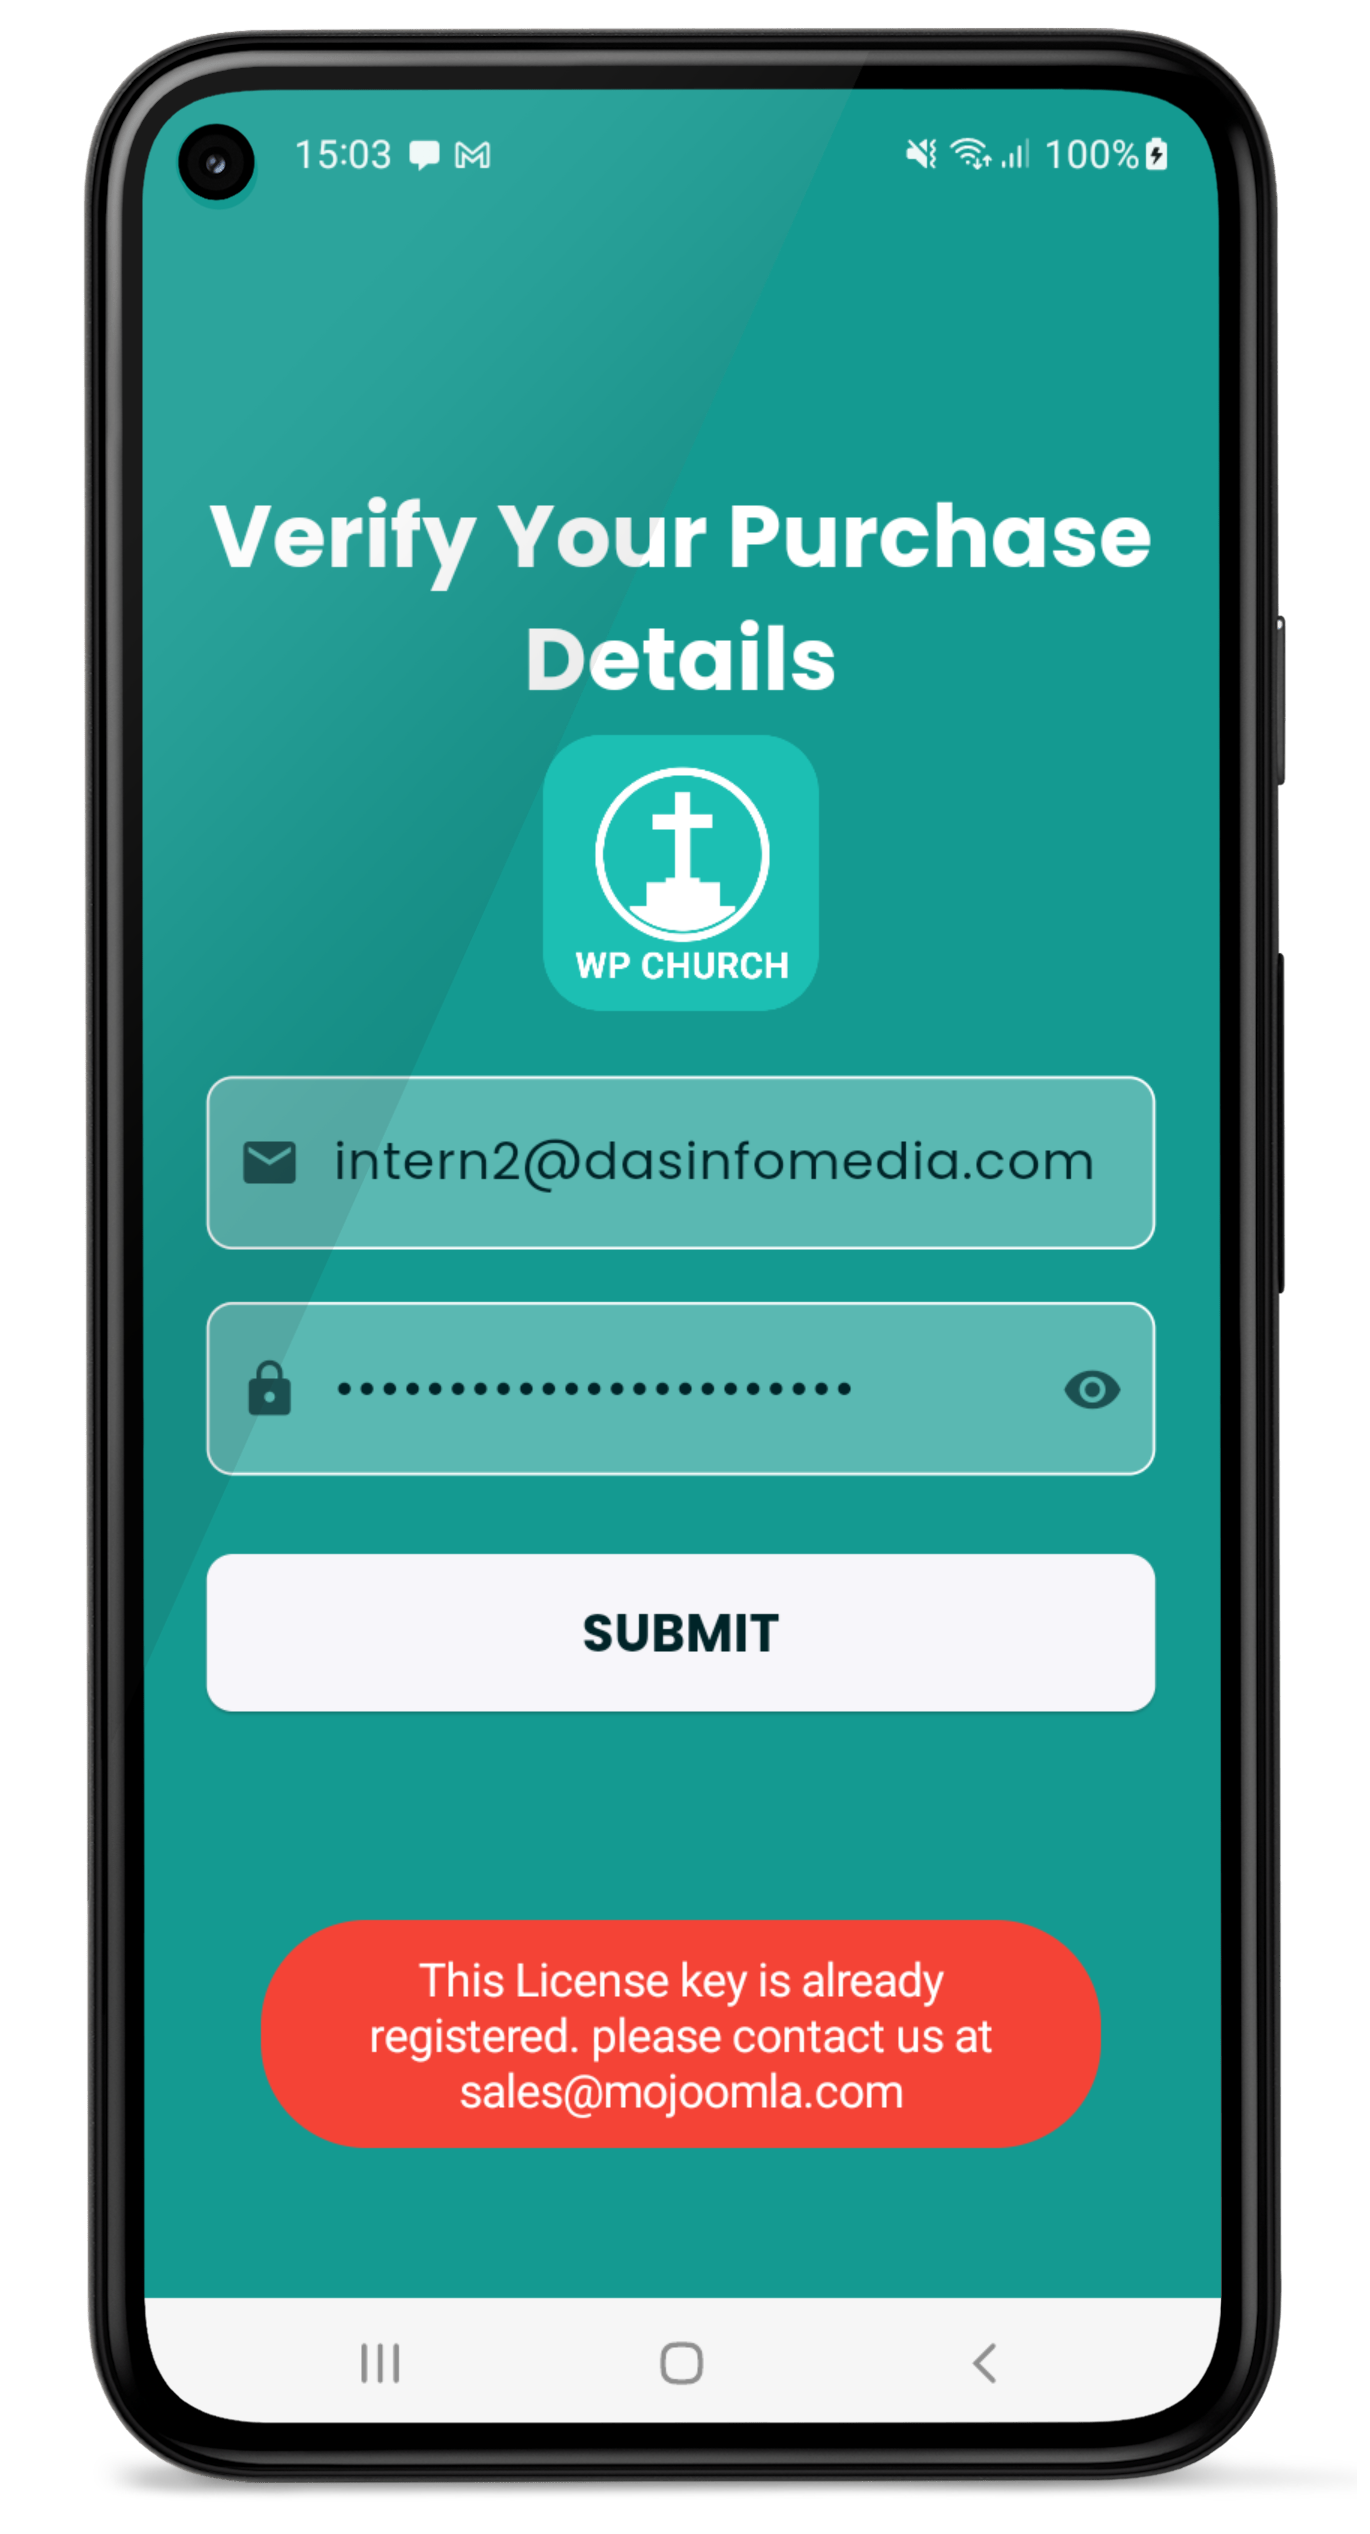 15:03 100%
Verify Your Purchase
Details
WP CHURCH
intern2@dasinfomedia.com
•••••••••••••••••••••••
SUBMIT
This License key is already
registered. please contact us at
sales@mojoomla.com